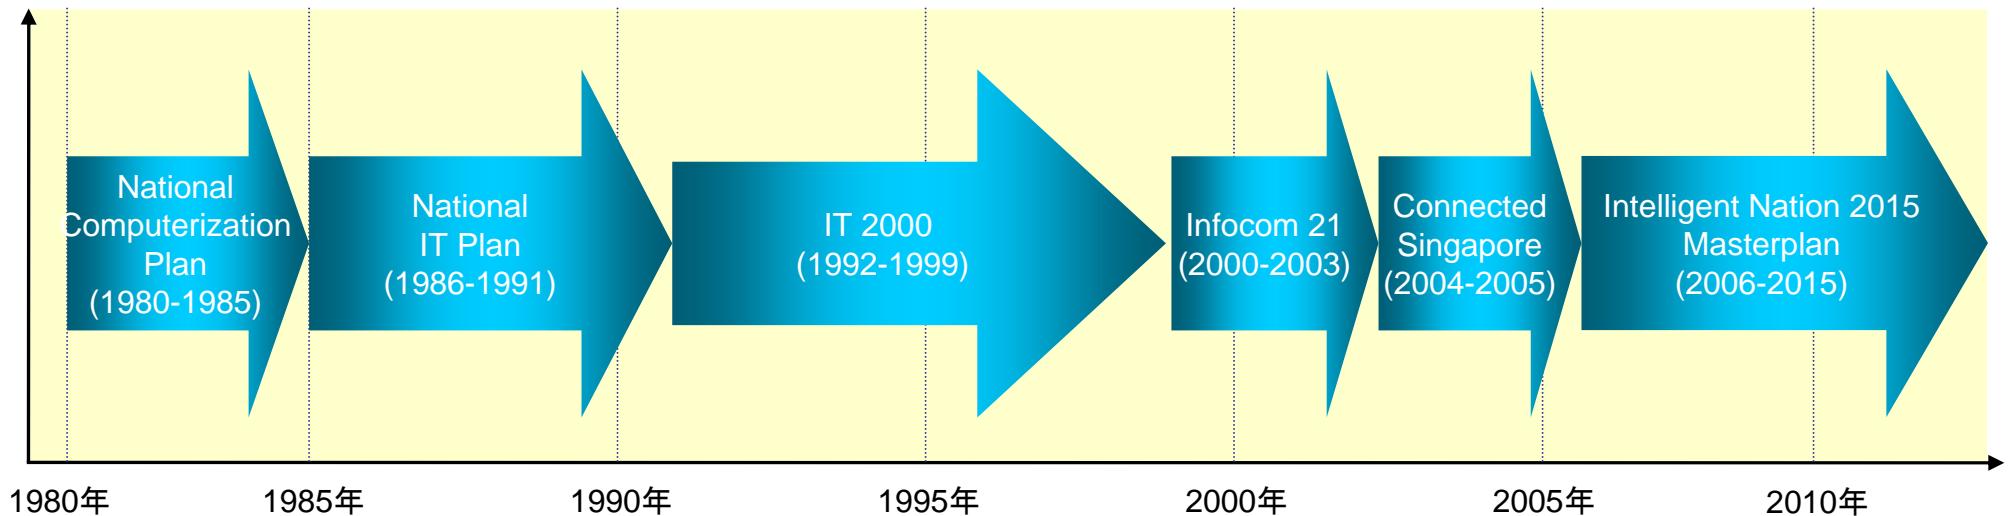 National
Computerization
Plan
(1980-1985)
National
IT Plan
(1986-1991)
IT 2000
(1992-1999)
Infocom 21
(2000-2003)
Connected
Singapore
(2004-2005)
Intelligent Nation 2015
Masterplan
(2006-2015)
1980年
1985年
1990年
1995年
2000年
2005年
2010年